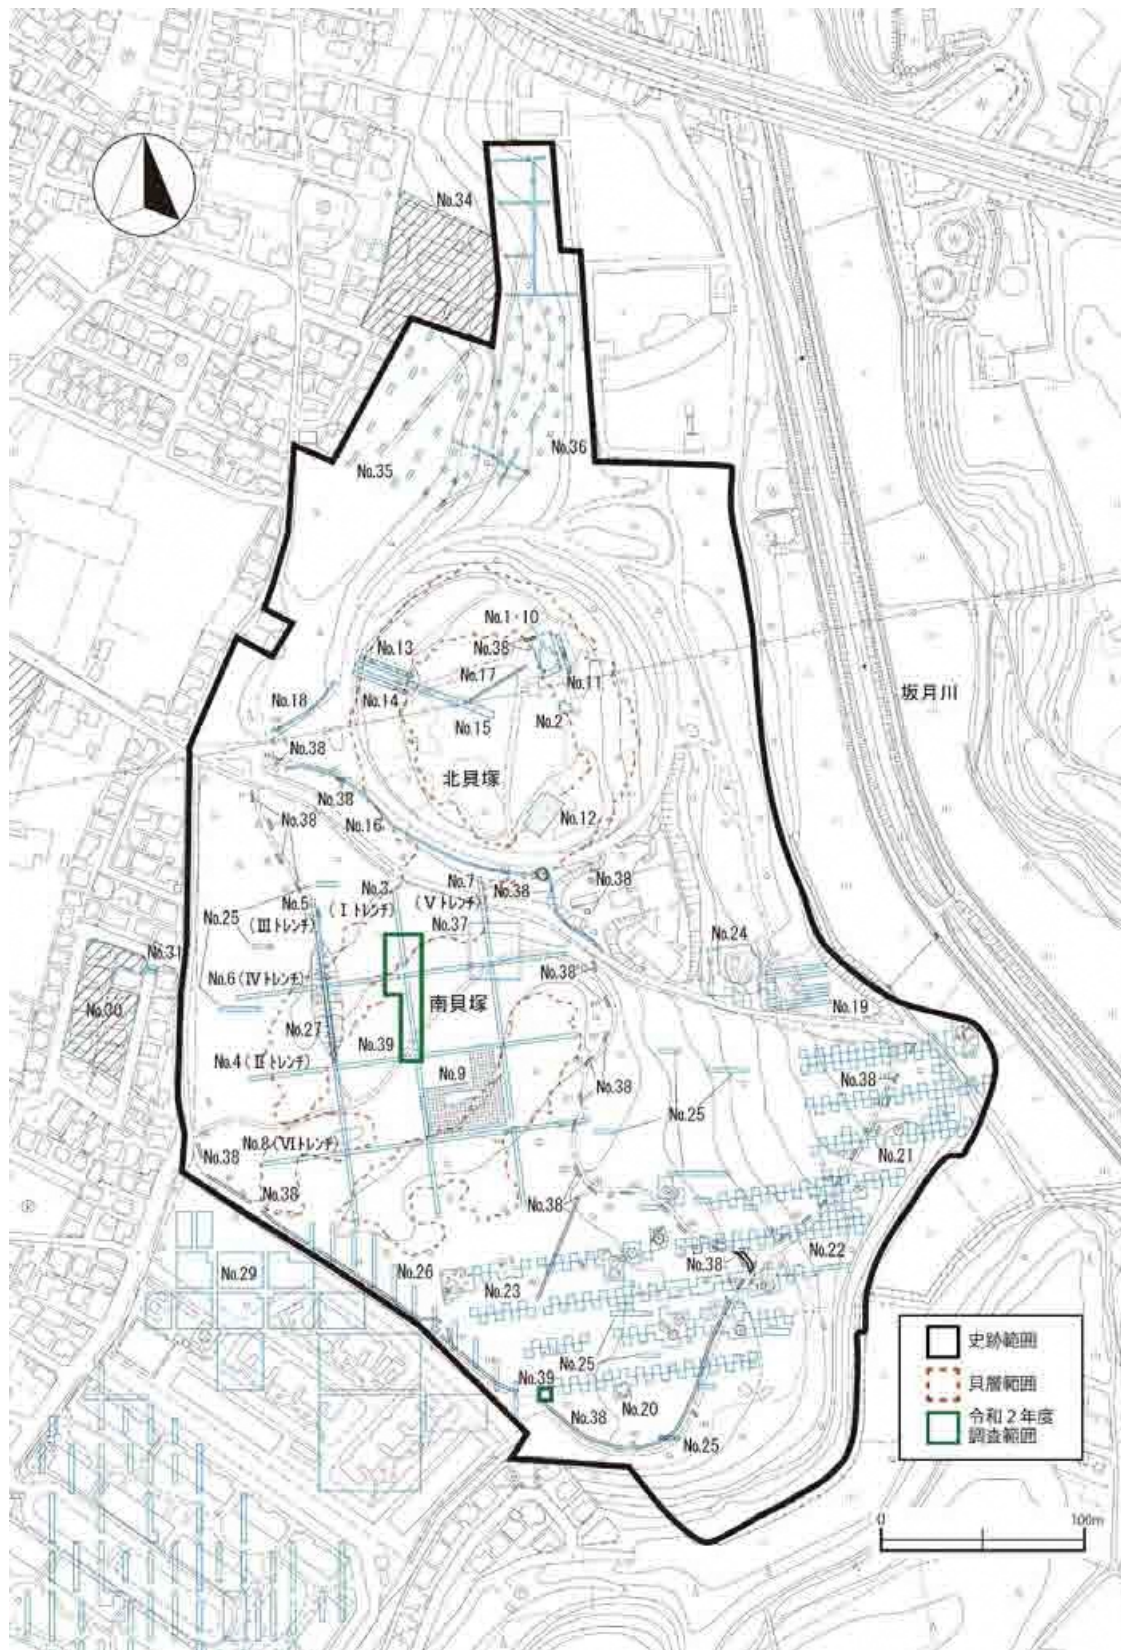 No.34
No.36
No.35
No.1・10
No.38
No.13
No.17
No.11
No.18
No.14
No.15
No.2
坂月川
No.38
北貝塚
No.38
No.12
No.38
No.16
No.7
(Ⅴトレンチ)
No.38
No.38
No.3
(Ⅰトレンチ)
No.5
(Ⅲトレンチ)
No.25
No.37
No.24
No.31
No.6(Ⅳトレンチ)
No.38
南貝塚
No.19
No.30
No.27
No.39
No.4(Ⅱトレンチ)
No.9
No.38
No.38
No.25
No.8(Ⅵトレンチ)
No.21
No.38
No.38
No.38
No.22
No.38
No.29
No.26
No.23
No.25
No.39
No.20
No.38
No.25
史跡範囲
貝層範囲
令和2年度
調査範囲
0 100m